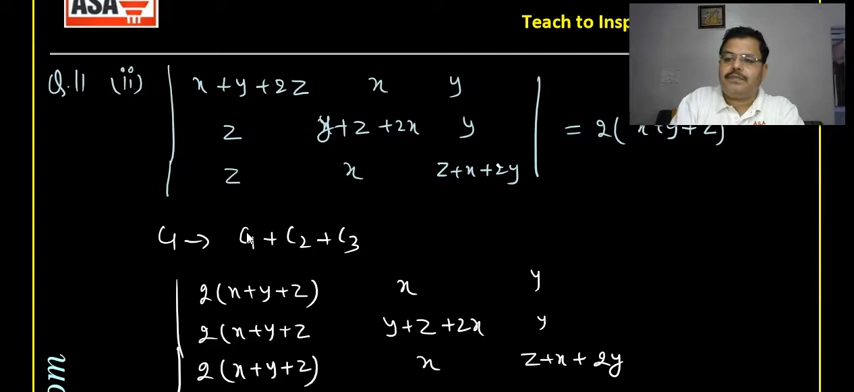 ASA
Teach to Insp
Q.11 (ii) | x+y+2z x y |
| z y+z+2x y | = 2(x+y+z)
| z x z+x+2y |
C1 → C1 + C2 + C3
| 2(x+y+z) x y
| 2(x+y+z y+z+2x y
| 2(x+y+z) x z+x+2y
om